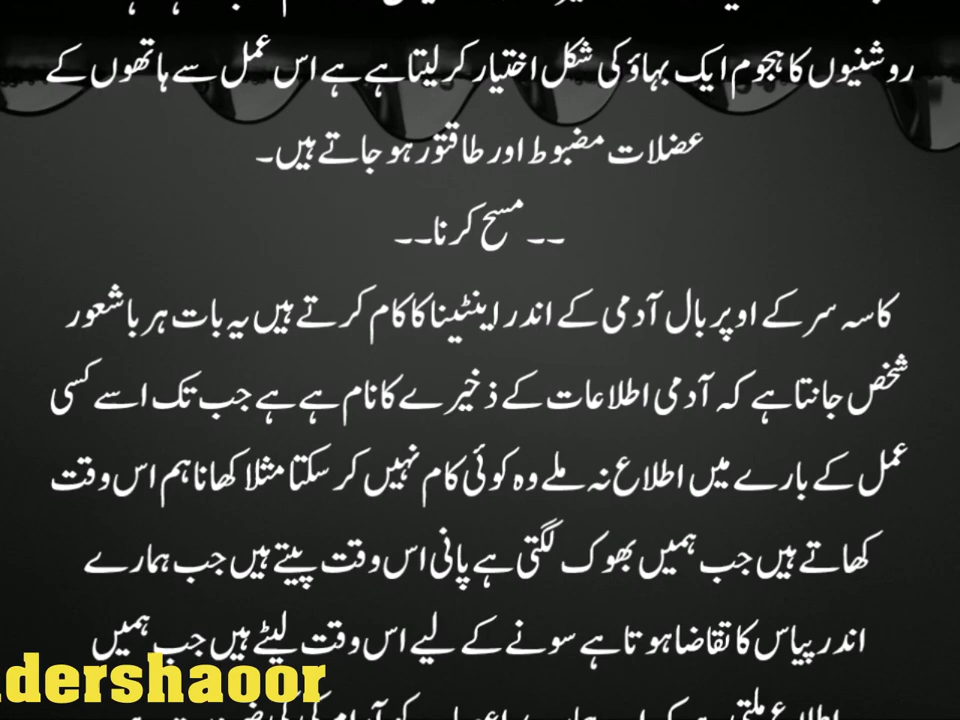 روشنیوں کا ہجوم ایک بہاؤ کی شکل اختیار کر لیتا ہے ہے اس عمل سے ہاتھوں کے
عضلات مضبوط اور طاقتور ہو جاتے ہیں۔
-- مسح کرنا --
کاسہ سر کے اوپر بال آدمی کے اندر اینٹینا کا کام کرتے ہیں یہ بات ہر باشعور
شخص جانتا ہے کہ آدمی اطلاعات کے ذخیرے کا نام ہے ہے جب تک اسے کسی
عمل کے بارے میں اطلاع نہ ملے وہ کوئی کام نہیں کر سکتا مثلا کھانا ہم اس وقت
کھاتے ہیں جب ہمیں بھوک لگتی ہے پانی اس وقت پیتے ہیں جب ہمارے
اندر پیاس کا تقاضا ہوتا ہے سونے کے لیے اس وقت لیٹے ہیں جب ہمیں
dershaoor